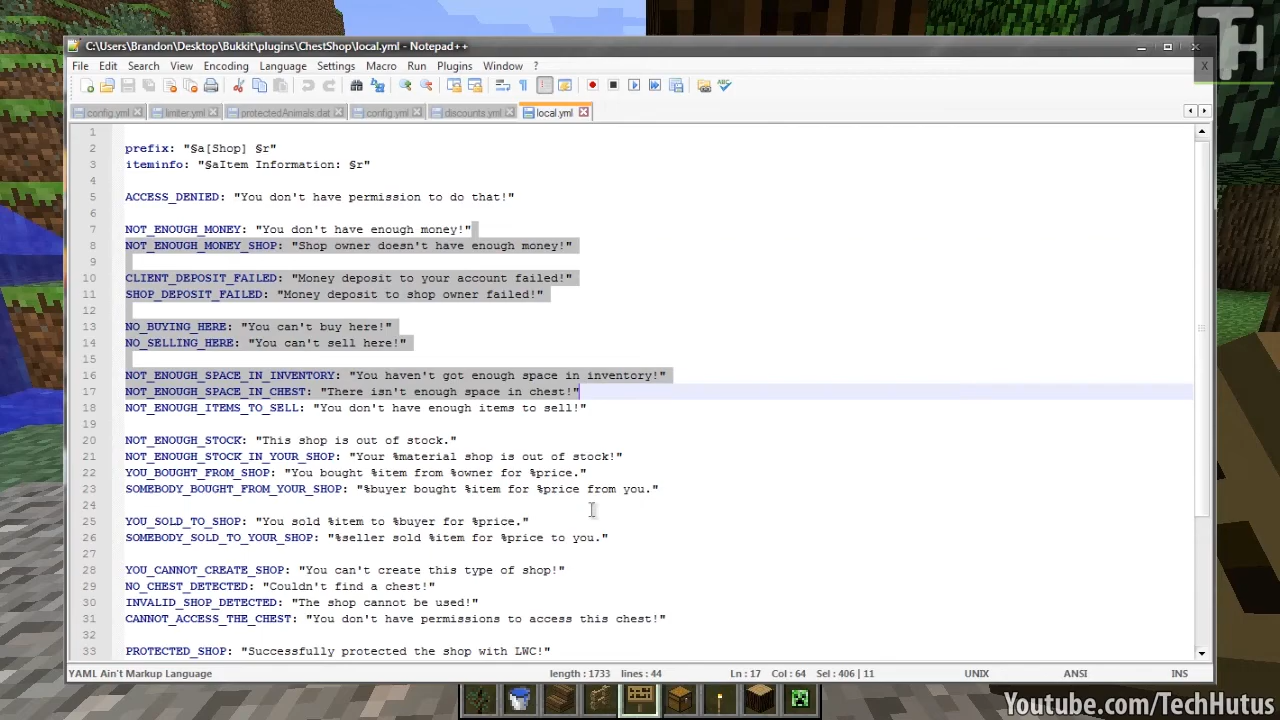 C:\Users\Brandon\Desktop\Bukkit\plugins\ChestShop\local.yml - Notepad++
File Edit Search View Encoding Language Settings Macro Run Plugins Window ?
config.yml limiter.yml protectedAnimals.dat config.yml discounts.yml local.yml
1
2 prefix: "§a[Shop] §r"
3 iteminfo: "§aItem Information: §r"
4
5 ACCESS_DENIED: "You don't have permission to do that!"
6
7 NOT_ENOUGH_MONEY: "You don't have enough money!"
8 NOT_ENOUGH_MONEY_SHOP: "Shop owner doesn't have enough money!"
9
10 CLIENT_DEPOSIT_FAILED: "Money deposit to your account failed!"
11 SHOP_DEPOSIT_FAILED: "Money deposit to shop owner failed!"
12
13 NO_BUYING_HERE: "You can't buy here!"
14 NO_SELLING_HERE: "You can't sell here!"
15
16 NOT_ENOUGH_SPACE_IN_INVENTORY: "You haven't got enough space in inventory!"
17 NOT_ENOUGH_SPACE_IN_CHEST: "There isn't enough space in chest!"
18 NOT_ENOUGH_ITEMS_TO_SELL: "You don't have enough items to sell!"
19
20 NOT_ENOUGH_STOCK: "This shop is out of stock."
21 NOT_ENOUGH_STOCK_IN_YOUR_SHOP: "Your %material shop is out of stock!"
22 YOU_BOUGHT_FROM_SHOP: "You bought %item from %owner for %price."
23 SOMEBODY_BOUGHT_FROM_YOUR_SHOP: "%buyer bought %item for %price from you."
24
25 YOU_SOLD_TO_SHOP: "You sold %item to %buyer for %price."
26 SOMEBODY_SOLD_TO_YOUR_SHOP: "%seller sold %item for %price to you."
27
28 YOU_CANNOT_CREATE_SHOP: "You can't create this type of shop!"
29 NO_CHEST_DETECTED: "Couldn't find a chest!"
30 INVALID_SHOP_DETECTED: "The shop cannot be used!"
31 CANNOT_ACCESS_THE_CHEST: "You don't have permissions to access this chest!"
32
33 PROTECTED_SHOP: "Successfully protected the shop with LWC!"
YAML Ain't Markup Language length : 1733 lines : 44 Ln : 17 Col : 64 Sel : 406 | 11 UNIX ANSI INS
TH
Youtube.com/TechHutus